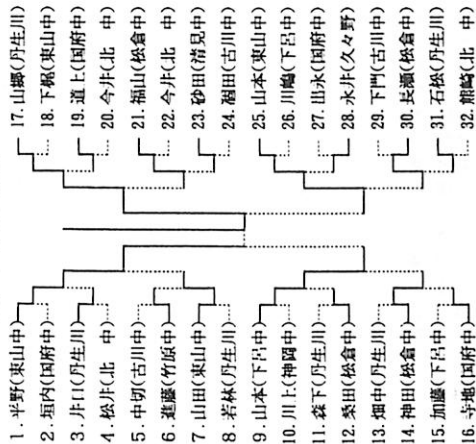 1. 平野(東山中)
2. 垣内(国府中)
3. 井口(丹生川)
4. 松井(北　中)
5. 中切(古川中)
6. 進藤(竹原中)
7. 山田(東山中)
8. 若林(丹生川)
9. 山本(下呂中)
10. 川上(神岡中)
11. 森下(丹生川)
12. 桑田(松倉中)
13. 畑中(丹生川)
14. 神田(松倉中)
15. 加藤(下呂中)
16. 寺地(国府中)
17. 山郷(丹生川)
18. 下梶(東山中)
19. 道上(国府中)
20. 今井(北　中)
21. 福山(松倉中)
22. 今井(北　中)
23. 砂田(清見中)
24. (古川中)
25. 山本(東山中)
26. 川嶋(下呂中)
27. 出永(国府中)
28. 永井(久々野)
29. 下門(古川中)
30. 長瀬(松倉中)
31. 石松(丹生川)
32. 熊崎(北　中)